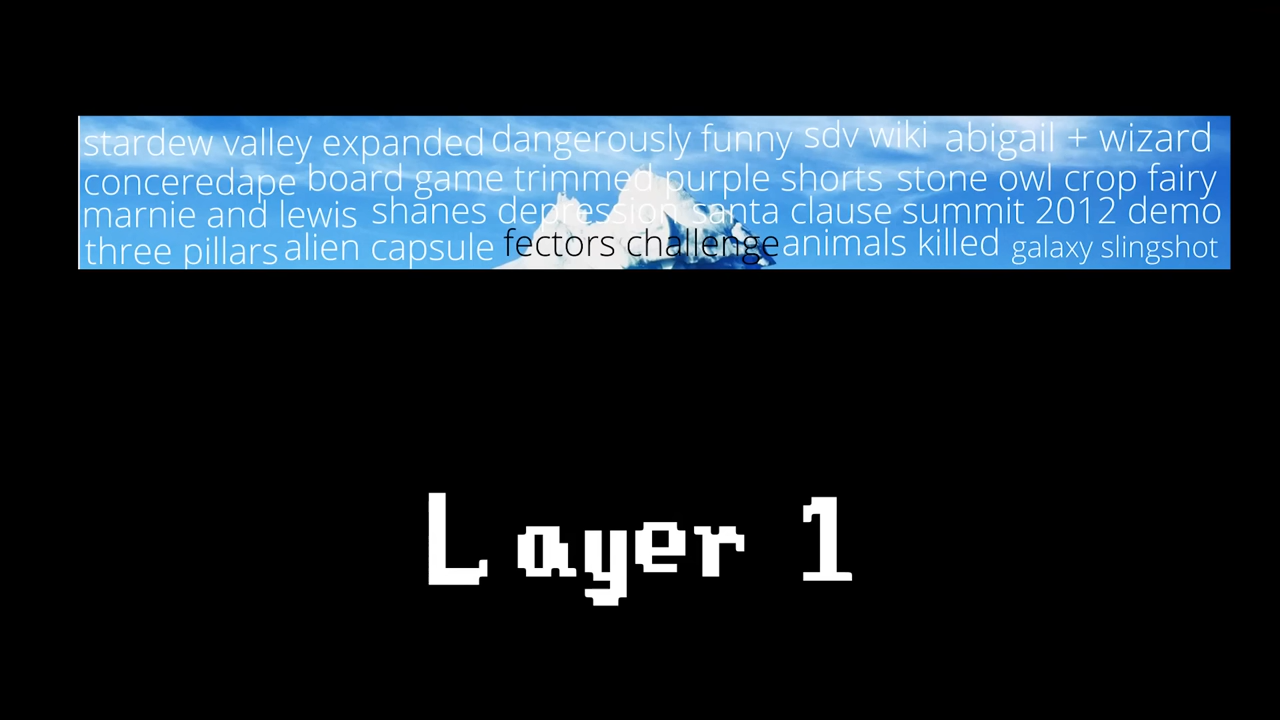 stardew valley expanded dangerously funny sdv wiki abigail + wizard
conceredape board game trimmed purple shorts stone owl crop fairy
marnie and lewis shanes depression santa clause summit 2012 demo
three pillars alien capsule fectors challenge animals killed galaxy slingshot
Layer 1